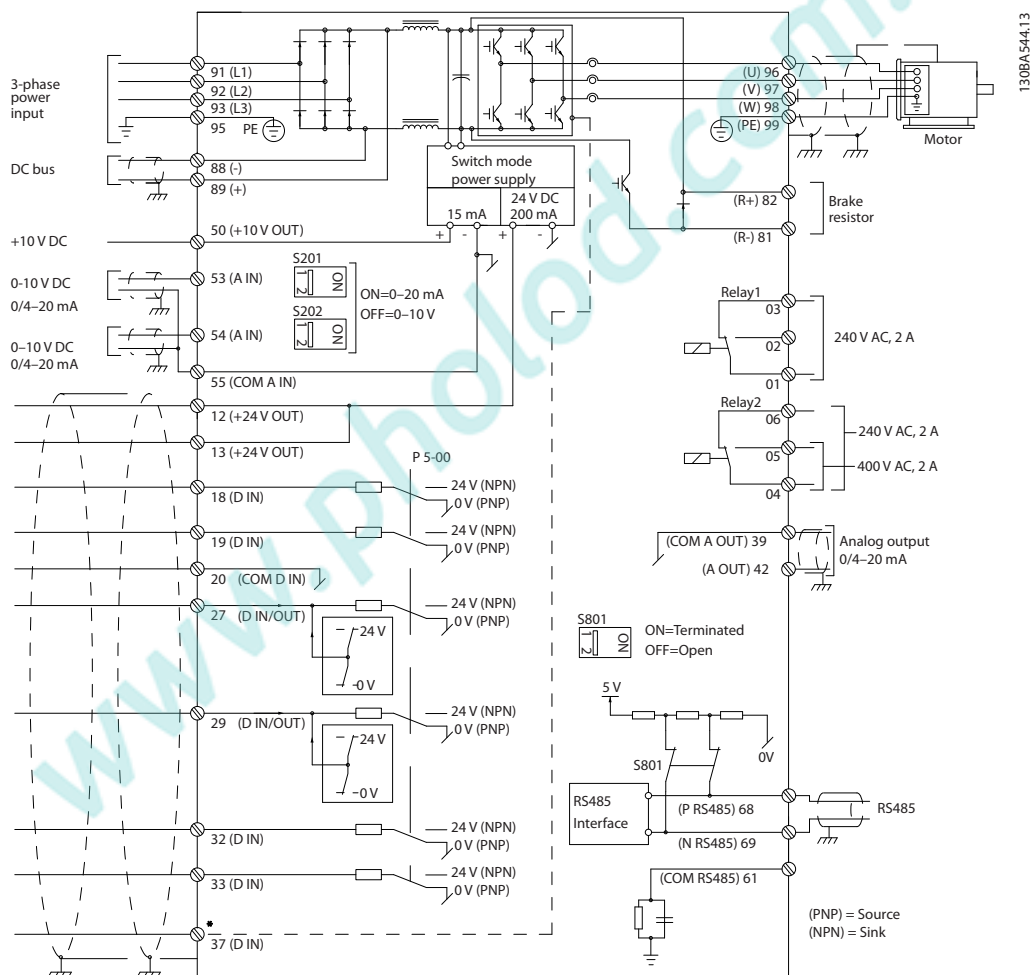 130BA544.13
3-phase
power
input
91 (L1)
92 (L2)
93 (L3)
95 PE
DC bus
88 (-)
89 (+)
+10 V DC
50 (+10 V OUT)
0-10 V DC
0/4–20 mA
53 (A IN)
0–10 V DC
0/4–20 mA
54 (A IN)
55 (COM A IN)
12 (+24 V OUT)
13 (+24 V OUT)
18 (D IN)
19 (D IN)
20 (COM D IN)
27 (D IN/OUT)
24 V
0 V
29 (D IN/OUT)
24 V
0 V
32 (D IN)
33 (D IN)
*
37 (D IN)
S201
1 2 ON
S202
1 2 ON
ON=0–20 mA
OFF=0–10 V
Switch mode
power supply
15 mA
24 V DC
200 mA
+ - + -
P 5-00
24 V (NPN)
0 V (PNP)
24 V (NPN)
0 V (PNP)
24 V (NPN)
0 V (PNP)
24 V (NPN)
0 V (PNP)
24 V (NPN)
0 V (PNP)
24 V (NPN)
0 V (PNP)
(U) 96
(V) 97
(W) 98
(PE) 99
Motor
(R+) 82
(R-) 81
Brake
resistor
Relay1
03
02
01
240 V AC, 2 A
Relay2
06
05
04
240 V AC, 2 A
400 V AC, 2 A
(COM A OUT) 39
(A OUT) 42
Analog output
0/4–20 mA
S801
1 2 ON
ON=Terminated
OFF=Open
5 V
0V
S801
RS485
Interface
(P RS485) 68
(N RS485) 69
RS485
(COM RS485) 61
(PNP) = Source
(NPN) = Sink
www.pholod.com